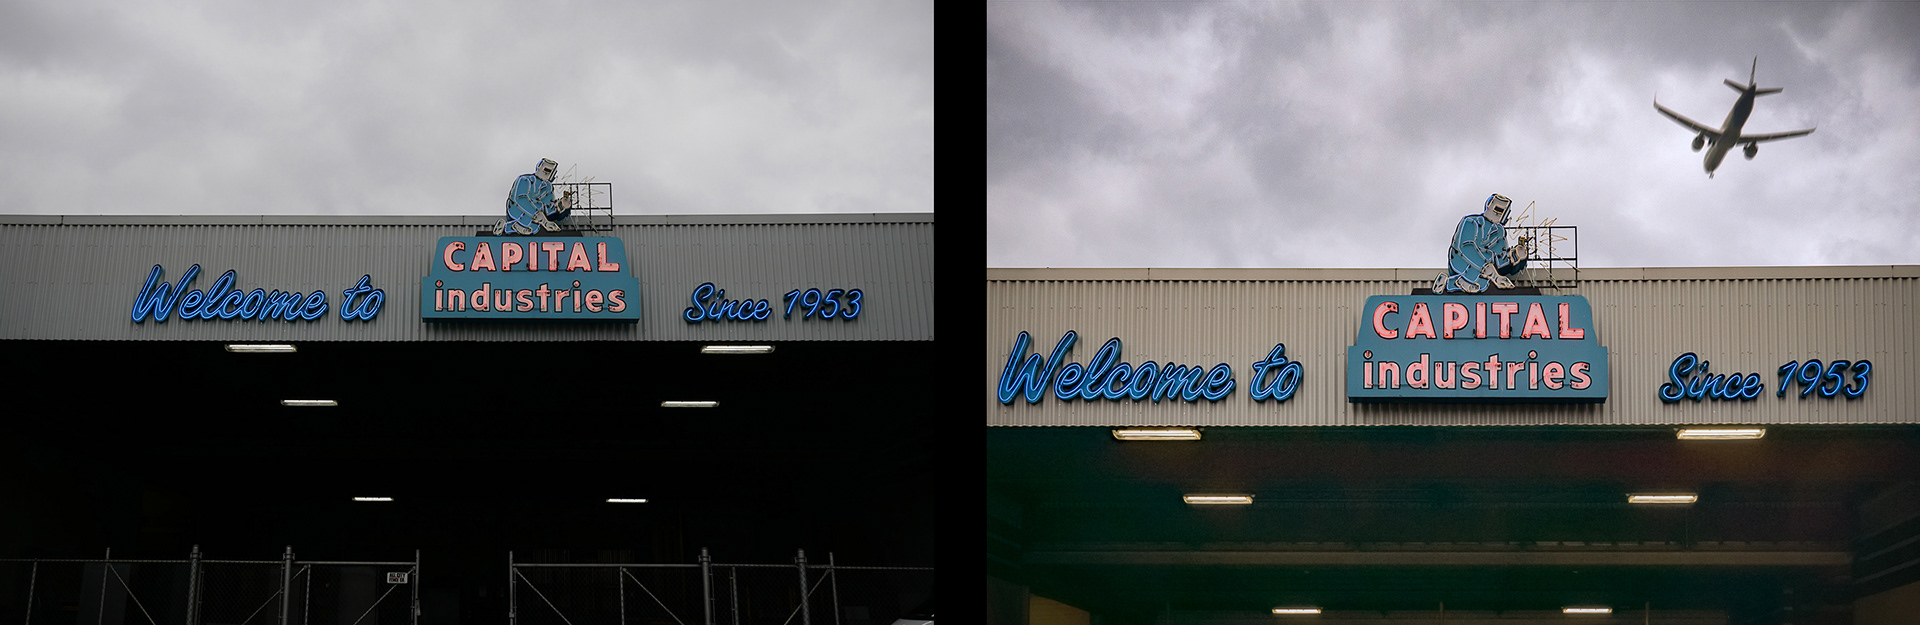 Welcome to
CAPITAL
industries
Since 1953
Welcome to
CAPITAL
industries
Since 1953